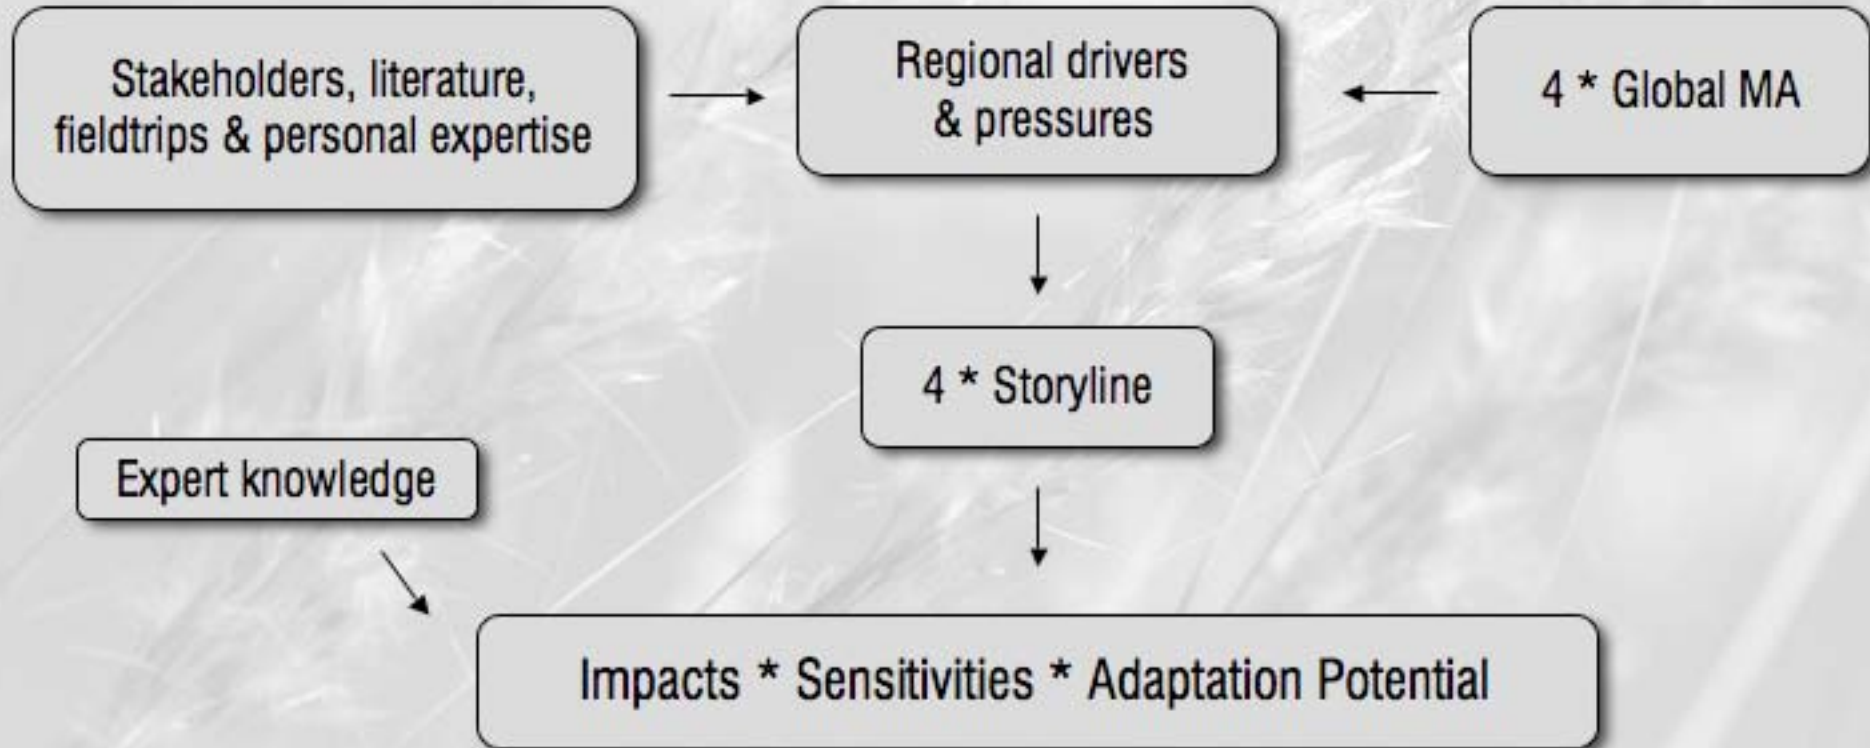 Stakeholders, literature,
fieldtrips & personal expertise
Regional drivers
& pressures
4 * Global MA
4 * Storyline
Expert knowledge
Impacts * Sensitivities * Adaptation Potential